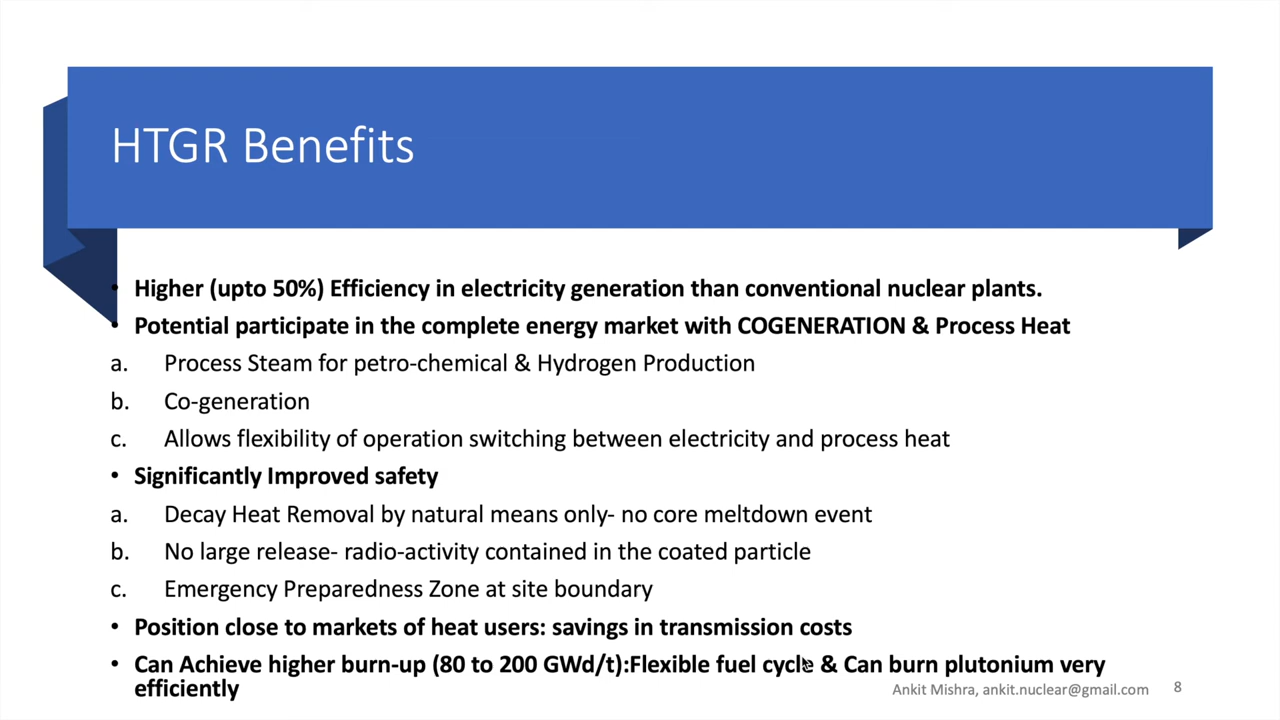 HTGR Benefits
• Higher (upto 50%) Efficiency in electricity generation than conventional nuclear plants.
• Potential participate in the complete energy market with COGENERATION & Process Heat
a. Process Steam for petro-chemical & Hydrogen Production
b. Co-generation
c. Allows flexibility of operation switching between electricity and process heat
• Significantly Improved safety
a. Decay Heat Removal by natural means only- no core meltdown event
b. No large release- radio-activity contained in the coated particle
c. Emergency Preparedness Zone at site boundary
• Position close to markets of heat users: savings in transmission costs
• Can Achieve higher burn-up (80 to 200 GWd/t):Flexible fuel cycle & Can burn plutonium very
efficiently
Ankit Mishra, ankit.nuclear@gmail.com 8